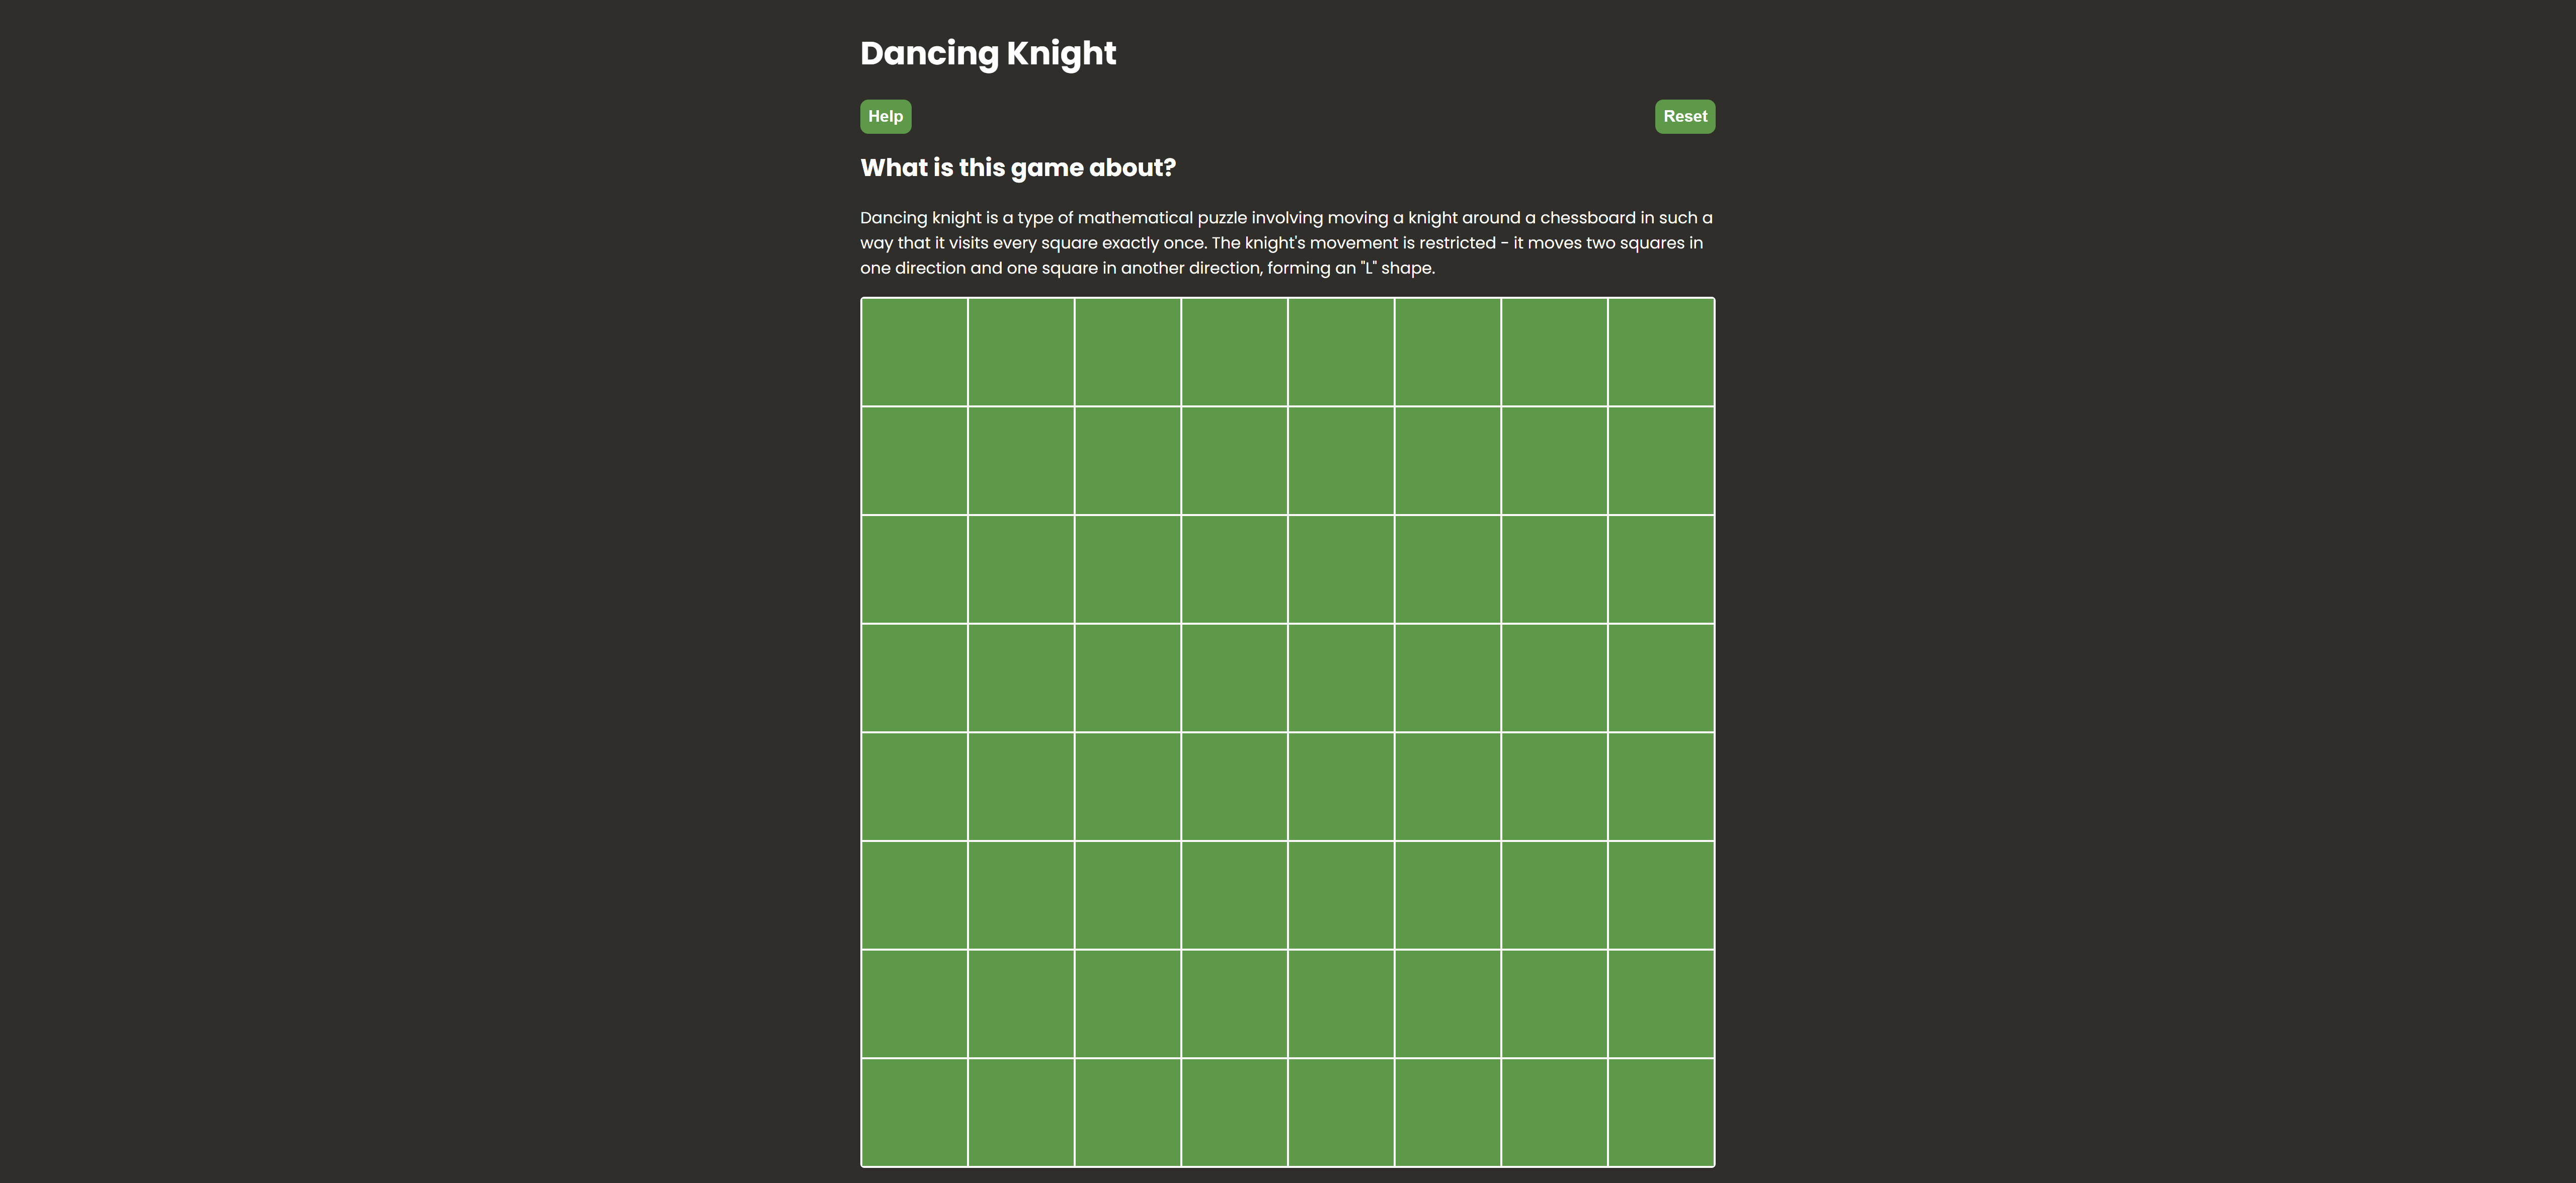 Dancing Knight
Help
Reset
What is this game about?
Dancing knight is a type of mathematical puzzle involving moving a knight around a chessboard in such a
way that it visits every square exactly once. The knight's movement is restricted - it moves two squares in
one direction and one square in another direction, forming an "L" shape.